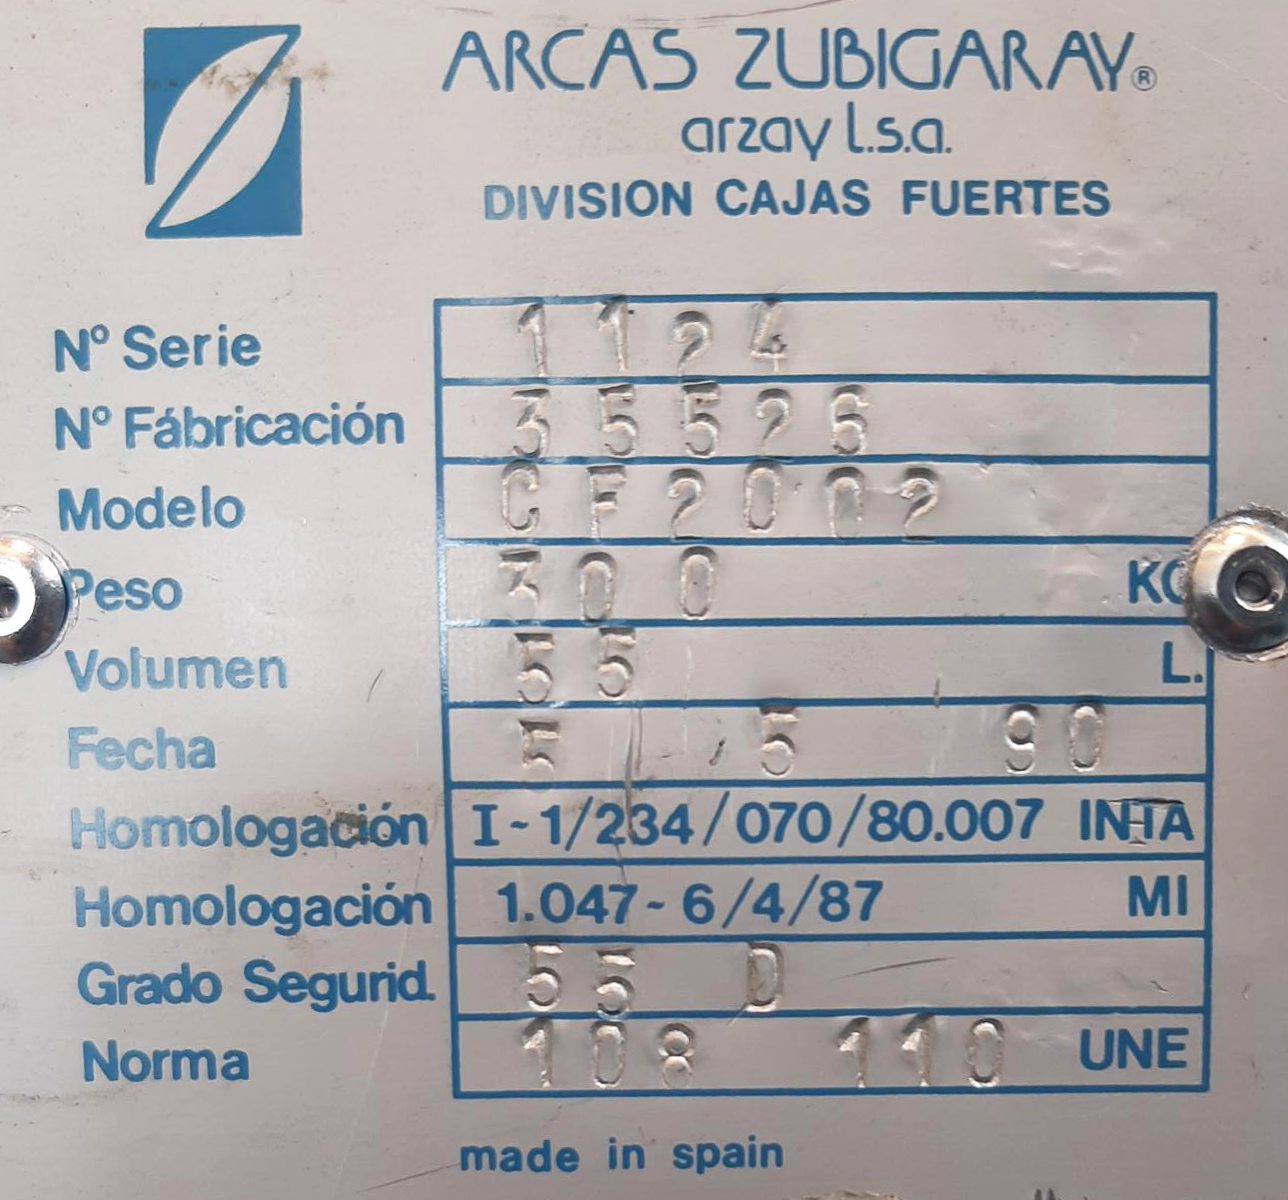 ARCAS ZUBIGARAY®
arzay l.s.a.
DIVISION CAJAS FUERTES
Nº Serie 1124
Nº Fábricación 35526
Modelo CF2002
Peso 300 KG
Volumen 55 L.
Fecha 5 5 90
Homologación I-1/234/070/80.007 INTA
Homologación 1.047-6/4/87 MI
Grado Segurid. 55 D
Norma 108 110 UNE
made in spain